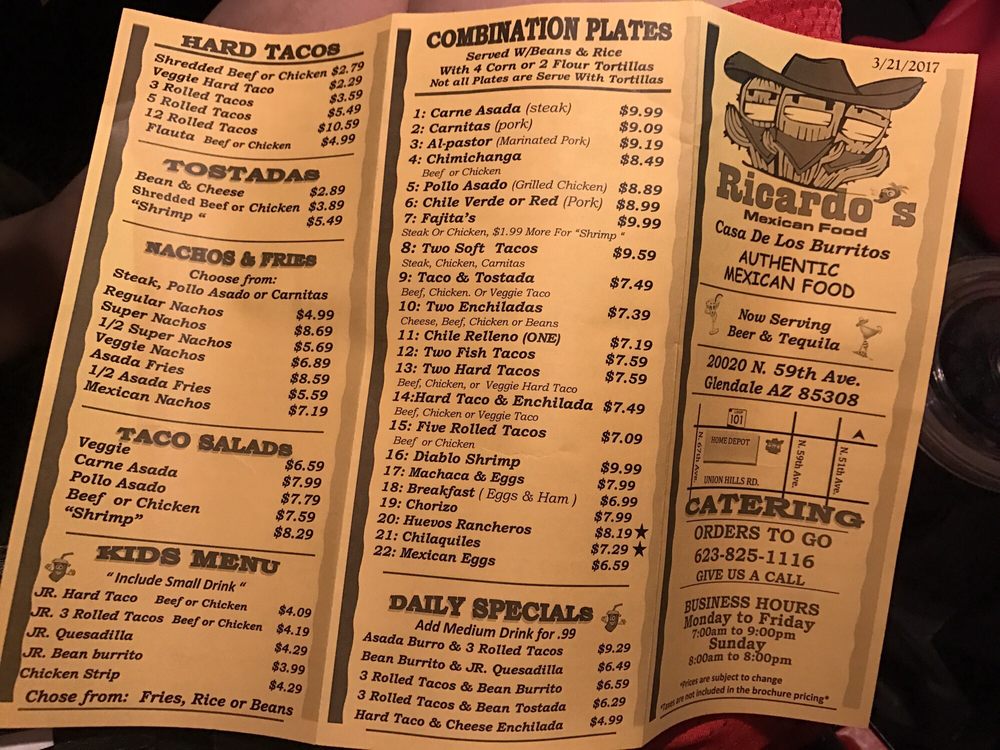 HARD TACOS
Shredded Beef or Chicken $2.79
Veggie Hard Taco $2.29
3 Rolled Tacos $3.59
5 Rolled Tacos $5.49
12 Rolled Tacos $10.59
Flauta Beef or Chicken $4.99
TOSTADAS
Bean & Cheese $2.89
Shredded Beef or Chicken $3.89
"Shrimp " $5.49
NACHOS & FRIES
Choose from:
Steak, Pollo Asado or Carnitas
Regular Nachos $4.99
Super Nachos $8.69
1/2 Super Nachos $5.69
Veggie Nachos $6.89
Asada Fries $8.59
1/2 Asada Fries $5.59
Mexican Nachos $7.19
TACO SALADS
Veggie $6.59
Carne Asada $7.99
Pollo Asado $7.79
Beef or Chicken $7.59
"Shrimp" $8.29
KIDS MENU
"Include Small Drink "
JR. Hard Taco Beef or Chicken $4.09
JR. 3 Rolled Tacos Beef or Chicken $4.19
JR. Quesadilla $4.29
JR. Bean burrito $3.99
Chicken Strip $4.29
Chose from: Fries, Rice or Beans
COMBINATION PLATES
Served W/Beans & Rice
With 4 Corn or 2 Flour Tortillas
Not all Plates are Serve With Tortillas
1: Carne Asada (steak) $9.99
2: Carnitas (pork) $9.09
3: Al-pastor (Marinated Pork) $9.19
4: Chimichanga $8.49
Beef or Chicken
5: Pollo Asado (Grilled Chicken) $8.89
6: Chile Verde or Red (Pork) $8.99
7: Fajita's $9.99
Steak Or Chicken, $1.99 More For "Shrimp "
8: Two Soft Tacos $9.59
Steak, Chicken, Carnitas
9: Taco & Tostada $7.49
Beef, Chicken. Or Veggie Taco
10: Two Enchiladas $7.39
Cheese, Beef, Chicken or Beans
11: Chile Relleno (ONE) $7.19
12: Two Fish Tacos $7.59
13: Two Hard Tacos $7.59
Beef, Chicken, or Veggie Hard Taco
14:Hard Taco & Enchilada $7.49
Beef, Chicken or Veggie Taco
15: Five Rolled Tacos $7.09
Beef or Chicken
16: Diablo Shrimp $9.99
17: Machaca & Eggs $7.99
18: Breakfast ( Eggs & Ham ) $6.99
19: Chorizo $7.99
20: Huevos Rancheros $8.19★
21: Chilaquiles $7.29★
22: Mexican Eggs $6.59
DAILY SPECIALS
Add Medium Drink for .99
Asada Burro & 3 Rolled Tacos $9.29
Bean Burrito & JR. Quesadilla $6.49
3 Rolled Tacos & Bean Burrito $6.59
3 Rolled Tacos & Bean Tostada $6.29
Hard Taco & Cheese Enchilada $4.99
3/21/2017
Ricardo's
Mexican Food
Casa De Los Burritos
AUTHENTIC
MEXICAN FOOD
Now Serving
Beer & Tequila
20020 N. 59th Ave.
Glendale AZ 85308
101
HOME DEPOT
N. 67th Ave.
N. 59th Ave.
N. 51th Ave.
UNION HILLS RD.
CATERING
ORDERS TO GO
623-825-1116
GIVE US A CALL
BUSINESS HOURS
Monday to Friday
7:00am to 9:00pm
Sunday
8:00am to 8:00pm
*Prices are subject to change
*Taxes are not included in the brochure pricing*